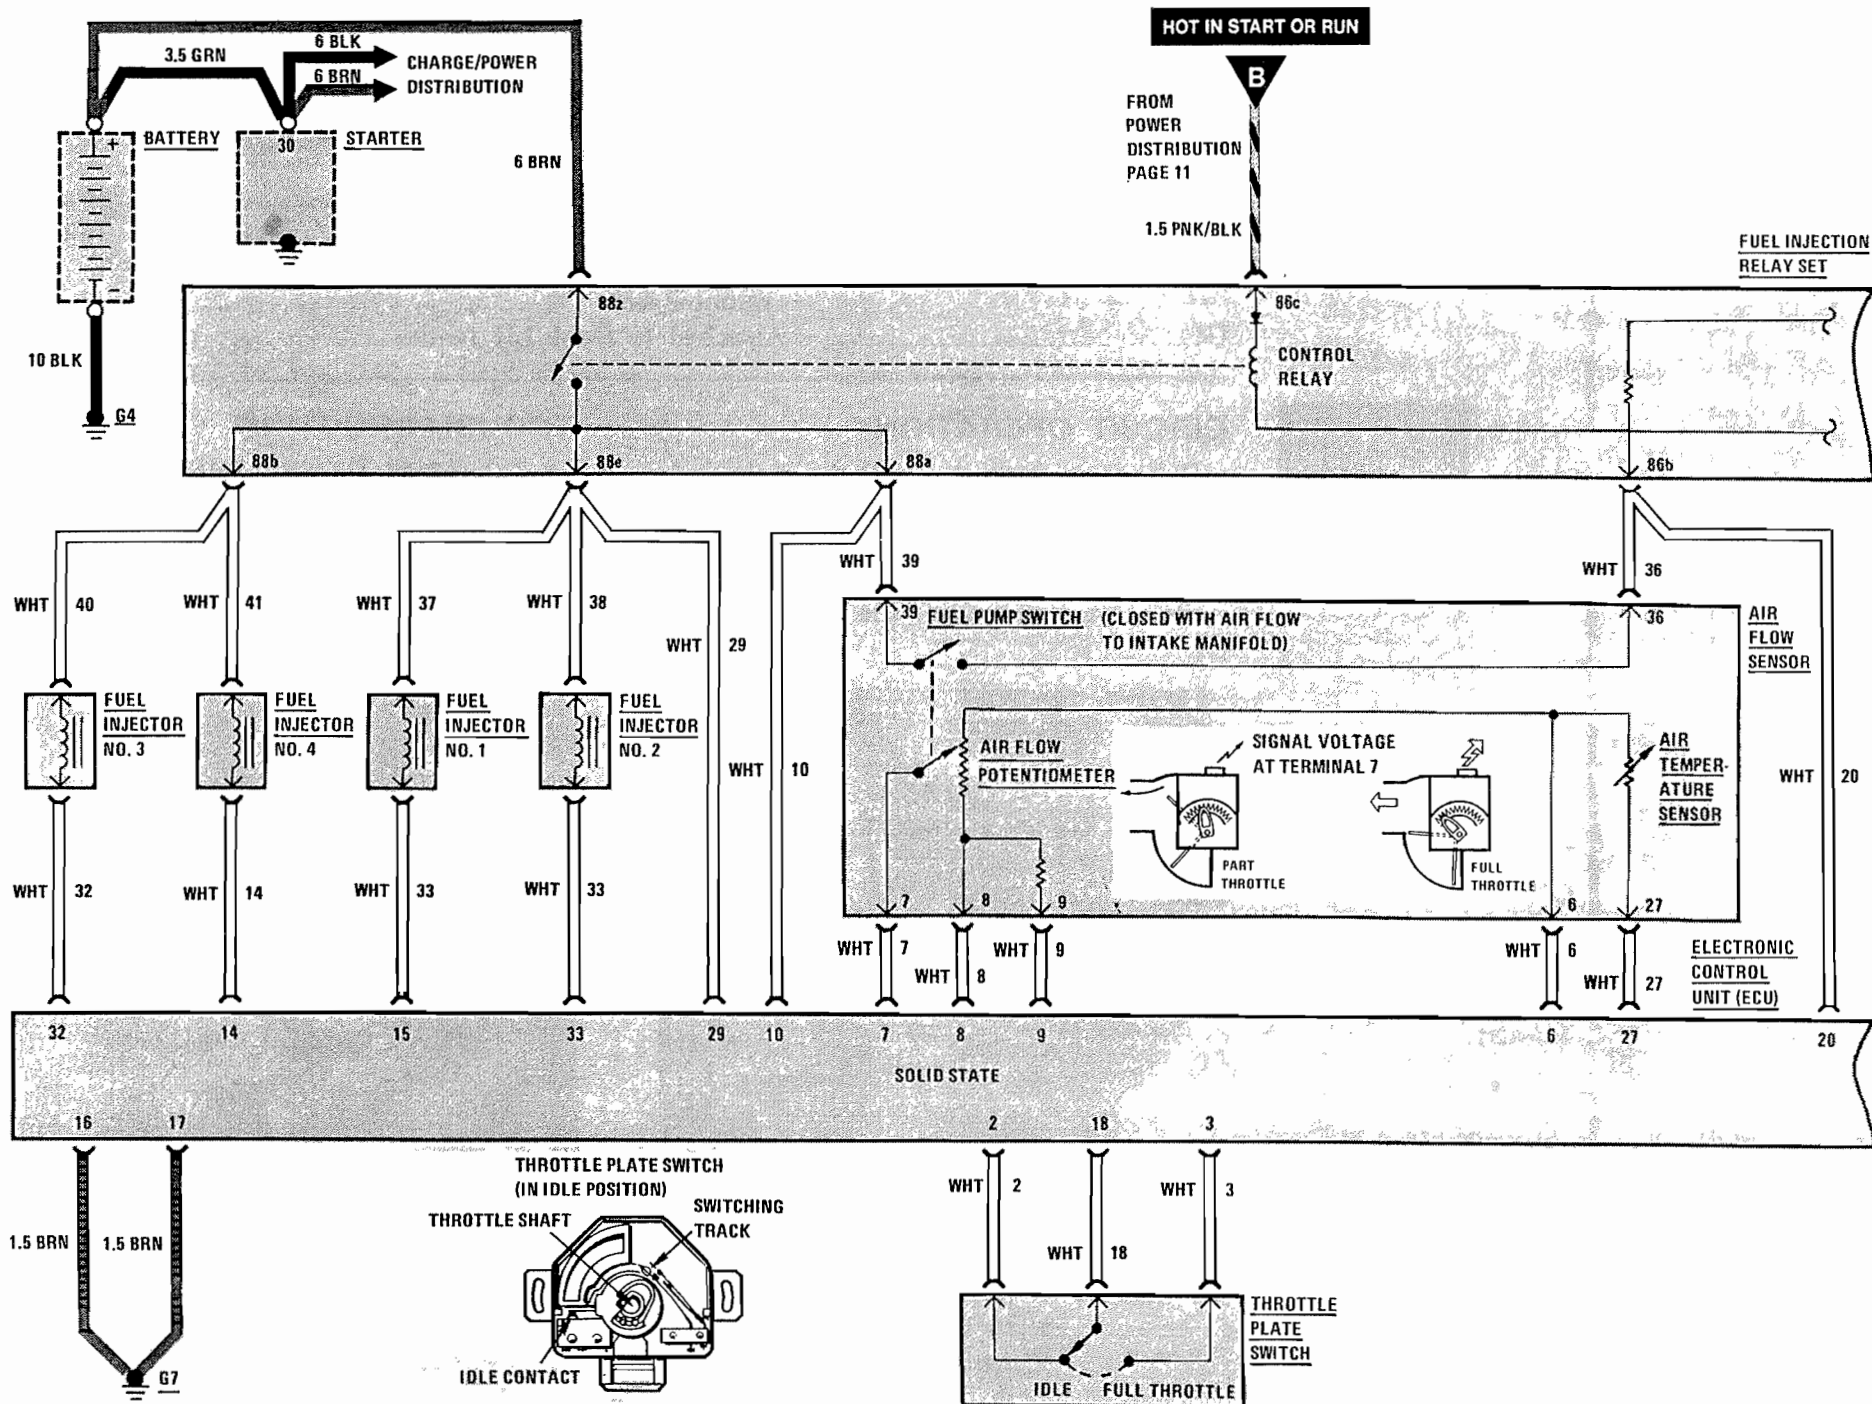 HOT IN START OR RUN
B
FROM
POWER
DISTRIBUTION
PAGE 11
1.5 PNK/BLK
3.5 GRN
6 BLK
6 BRN
CHARGE/POWER
DISTRIBUTION
+
BATTERY
30
STARTER
6 BRN
-
10 BLK
G4
FUEL INJECTION
RELAY SET
88z
86c
CONTROL
RELAY
88b
88e
88a
86b
WHT 40
WHT 41
WHT 37
WHT 38
WHT 29
WHT 10
WHT 39
WHT 36
WHT 20
FUEL
INJECTOR
NO. 3
FUEL
INJECTOR
NO. 4
FUEL
INJECTOR
NO. 1
FUEL
INJECTOR
NO. 2
39
FUEL PUMP SWITCH (CLOSED WITH AIR FLOW
TO INTAKE MANIFOLD)
36
AIR
FLOW
SENSOR
AIR FLOW
POTENTIOMETER
SIGNAL VOLTAGE
AT TERMINAL 7
AIR
TEMPER-
ATURE
SENSOR
PART
THROTTLE
FULL
THROTTLE
7
8
9
6
27
WHT 32
WHT 14
WHT 33
WHT 33
WHT 7
WHT 8
WHT 9
WHT 6
WHT 27
ELECTRONIC
CONTROL
UNIT (ECU)
32
14
15
33
29
10
7
8
9
6
27
20
SOLID STATE
16
17
2
18
3
1.5 BRN
1.5 BRN
G7
THROTTLE PLATE SWITCH
(IN IDLE POSITION)
THROTTLE SHAFT
SWITCHING
TRACK
IDLE CONTACT
WHT 2
WHT 18
WHT 3
THROTTLE
PLATE
SWITCH
IDLE
FULL THROTTLE